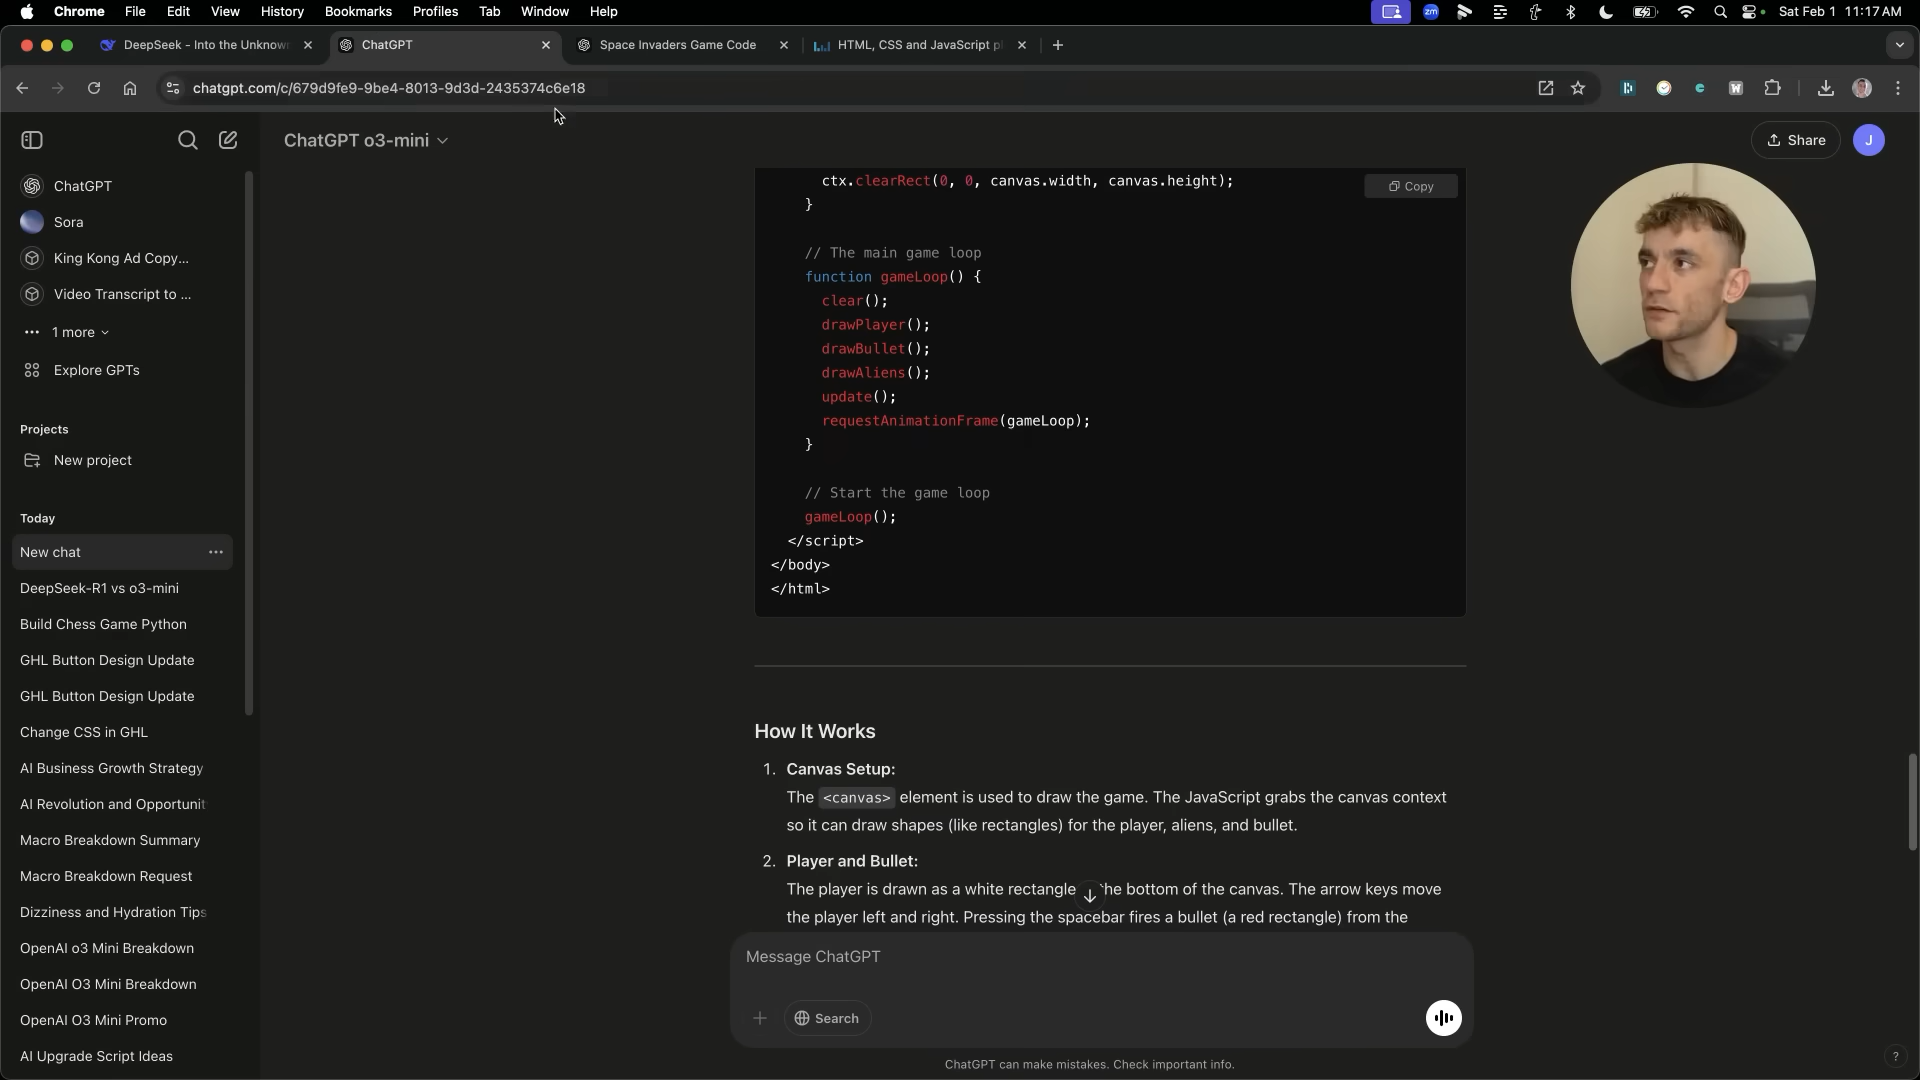 Chrome File Edit View History Bookmarks Profiles Tab Window Help
zm
Sat Feb 1 11:17 AM
DeepSeek - Into the Unknow
ChatGPT
Space Invaders Game Code
HTML, CSS and JavaScript p
chatgpt.com/c/679d9fe9-9be4-8013-9d3d-2435374c6e18
ChatGPT o3-mini
Share
J
ChatGPT
Sora
King Kong Ad Copy...
Video Transcript to ...
1 more
Explore GPTs
Projects
New project
Today
New chat
DeepSeek-R1 vs o3-mini
Build Chess Game Python
GHL Button Design Update
GHL Button Design Update
Change CSS in GHL
AI Business Growth Strategy
AI Revolution and Opportunit
Macro Breakdown Summary
Macro Breakdown Request
Dizziness and Hydration Tips
OpenAI o3 Mini Breakdown
OpenAI O3 Mini Breakdown
OpenAI O3 Mini Promo
AI Upgrade Script Ideas
ctx.clearRect(0, 0, canvas.width, canvas.height);
Copy
}
// The main game loop
function gameLoop() {
clear();
drawPlayer();
drawBullet();
drawAliens();
update();
requestAnimationFrame(gameLoop);
}
// Start the game loop
gameLoop();
</script>
</body>
</html>
How It Works
1. Canvas Setup:
The <canvas> element is used to draw the game. The JavaScript grabs the canvas context
so it can draw shapes (like rectangles) for the player, aliens, and bullet.
2. Player and Bullet:
The player is drawn as a white rectangle the bottom of the canvas. The arrow keys move
the player left and right. Pressing the spacebar fires a bullet (a red rectangle) from the
Message ChatGPT
Search
ChatGPT can make mistakes. Check important info.
?